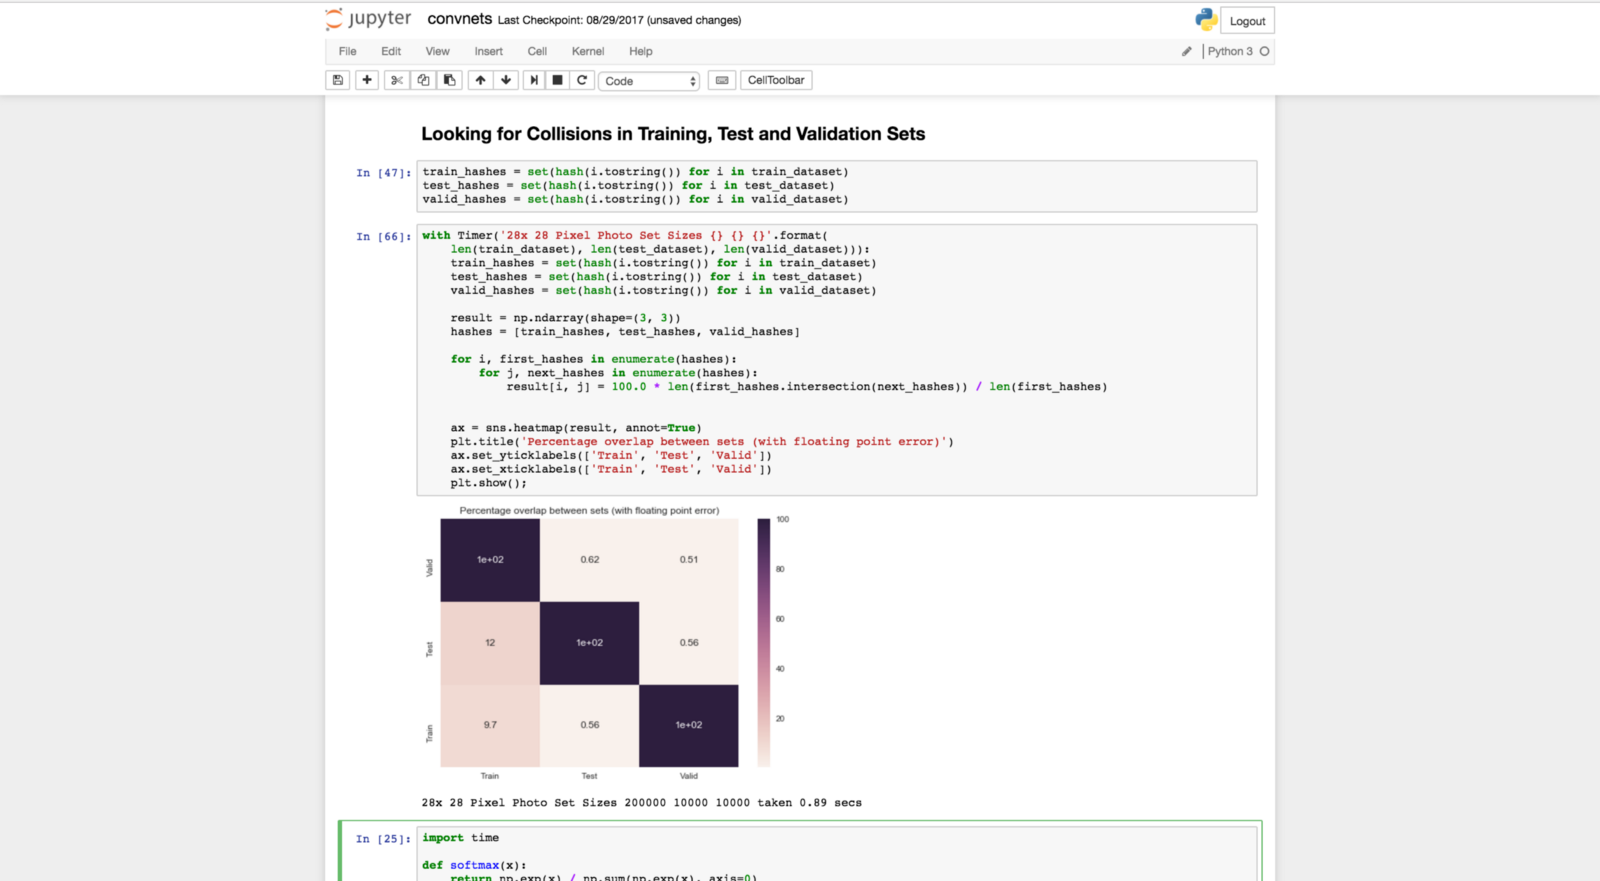 jupyter convnets Last Checkpoint: 08/29/2017 (unsaved changes)
Logout
File Edit View Insert Cell Kernel Help
Python 3
Code
CellToolbar
Looking for Collisions in Training, Test and Validation Sets
In [47]:
train_hashes = set(hash(i.tostring()) for i in train_dataset)
test_hashes = set(hash(i.tostring()) for i in test_dataset)
valid_hashes = set(hash(i.tostring()) for i in valid_dataset)
In [66]:
with Timer('28x 28 Pixel Photo Set Sizes {} {} {}'.format(
    len(train_dataset), len(test_dataset), len(valid_dataset))):
    train_hashes = set(hash(i.tostring()) for i in train_dataset)
    test_hashes = set(hash(i.tostring()) for i in test_dataset)
    valid_hashes = set(hash(i.tostring()) for i in valid_dataset)
    result = np.ndarray(shape=(3, 3))
    hashes = [train_hashes, test_hashes, valid_hashes]
    for i, first_hashes in enumerate(hashes):
        for j, next_hashes in enumerate(hashes):
            result[i, j] = 100.0 * len(first_hashes.intersection(next_hashes)) / len(first_hashes)
    ax = sns.heatmap(result, annot=True)
    plt.title('Percentage overlap between sets (with floating point error)')
    ax.set_yticklabels(['Train', 'Test', 'Valid'])
    ax.set_xticklabels(['Train', 'Test', 'Valid'])
    plt.show();
Percentage overlap between sets (with floating point error)
Valid 1e+02 0.62 0.51
Test 12 1e+02 0.56
Train 9.7 0.56 1e+02
Train Test Valid
100
80
60
40
20
28x 28 Pixel Photo Set Sizes 200000 10000 10000 taken 0.89 secs
In [25]:
import time
def softmax(x):
    return np.exp(x) / np.sum(np.exp(x), axis=0)